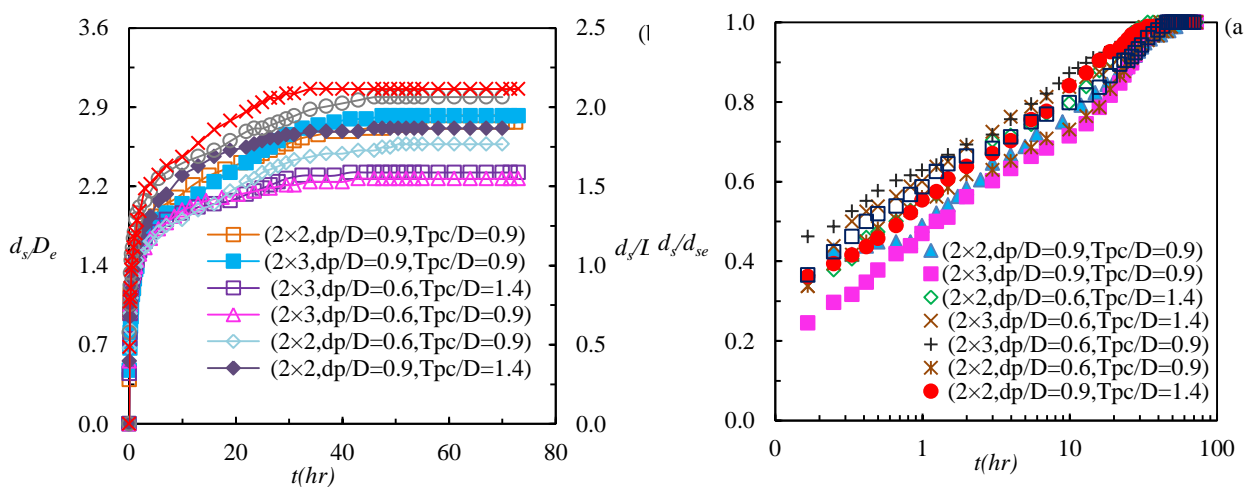 3.6
2.9
2.2
1.4
0.7
0.0
d_s/D_e
(2×2,dp/D=0.9,Tpc/D=0.9)
(2×3,dp/D=0.9,Tpc/D=0.9)
(2×3,dp/D=0.6,Tpc/D=1.4)
(2×3,dp/D=0.6,Tpc/D=0.9)
(2×2,dp/D=0.6,Tpc/D=0.9)
(2×2,dp/D=0.9,Tpc/D=1.4)
0 20 40 60 80
t(hr)
2.5
2.0
1.5
1.0
0.5
0.0
(a
1.0
0.8
0.6
0.4
0.2
0.0
d_s/d_se
(2×2,dp/D=0.9,Tpc/D=0.9)
(2×3,dp/D=0.9,Tpc/D=0.9)
(2×2,dp/D=0.6,Tpc/D=1.4)
(2×3,dp/D=0.6,Tpc/D=1.4)
(2×3,dp/D=0.6,Tpc/D=0.9)
(2×2,dp/D=0.6,Tpc/D=0.9)
(2×2,dp/D=0.9,Tpc/D=1.4)
0.1 1 10 100
t(hr)